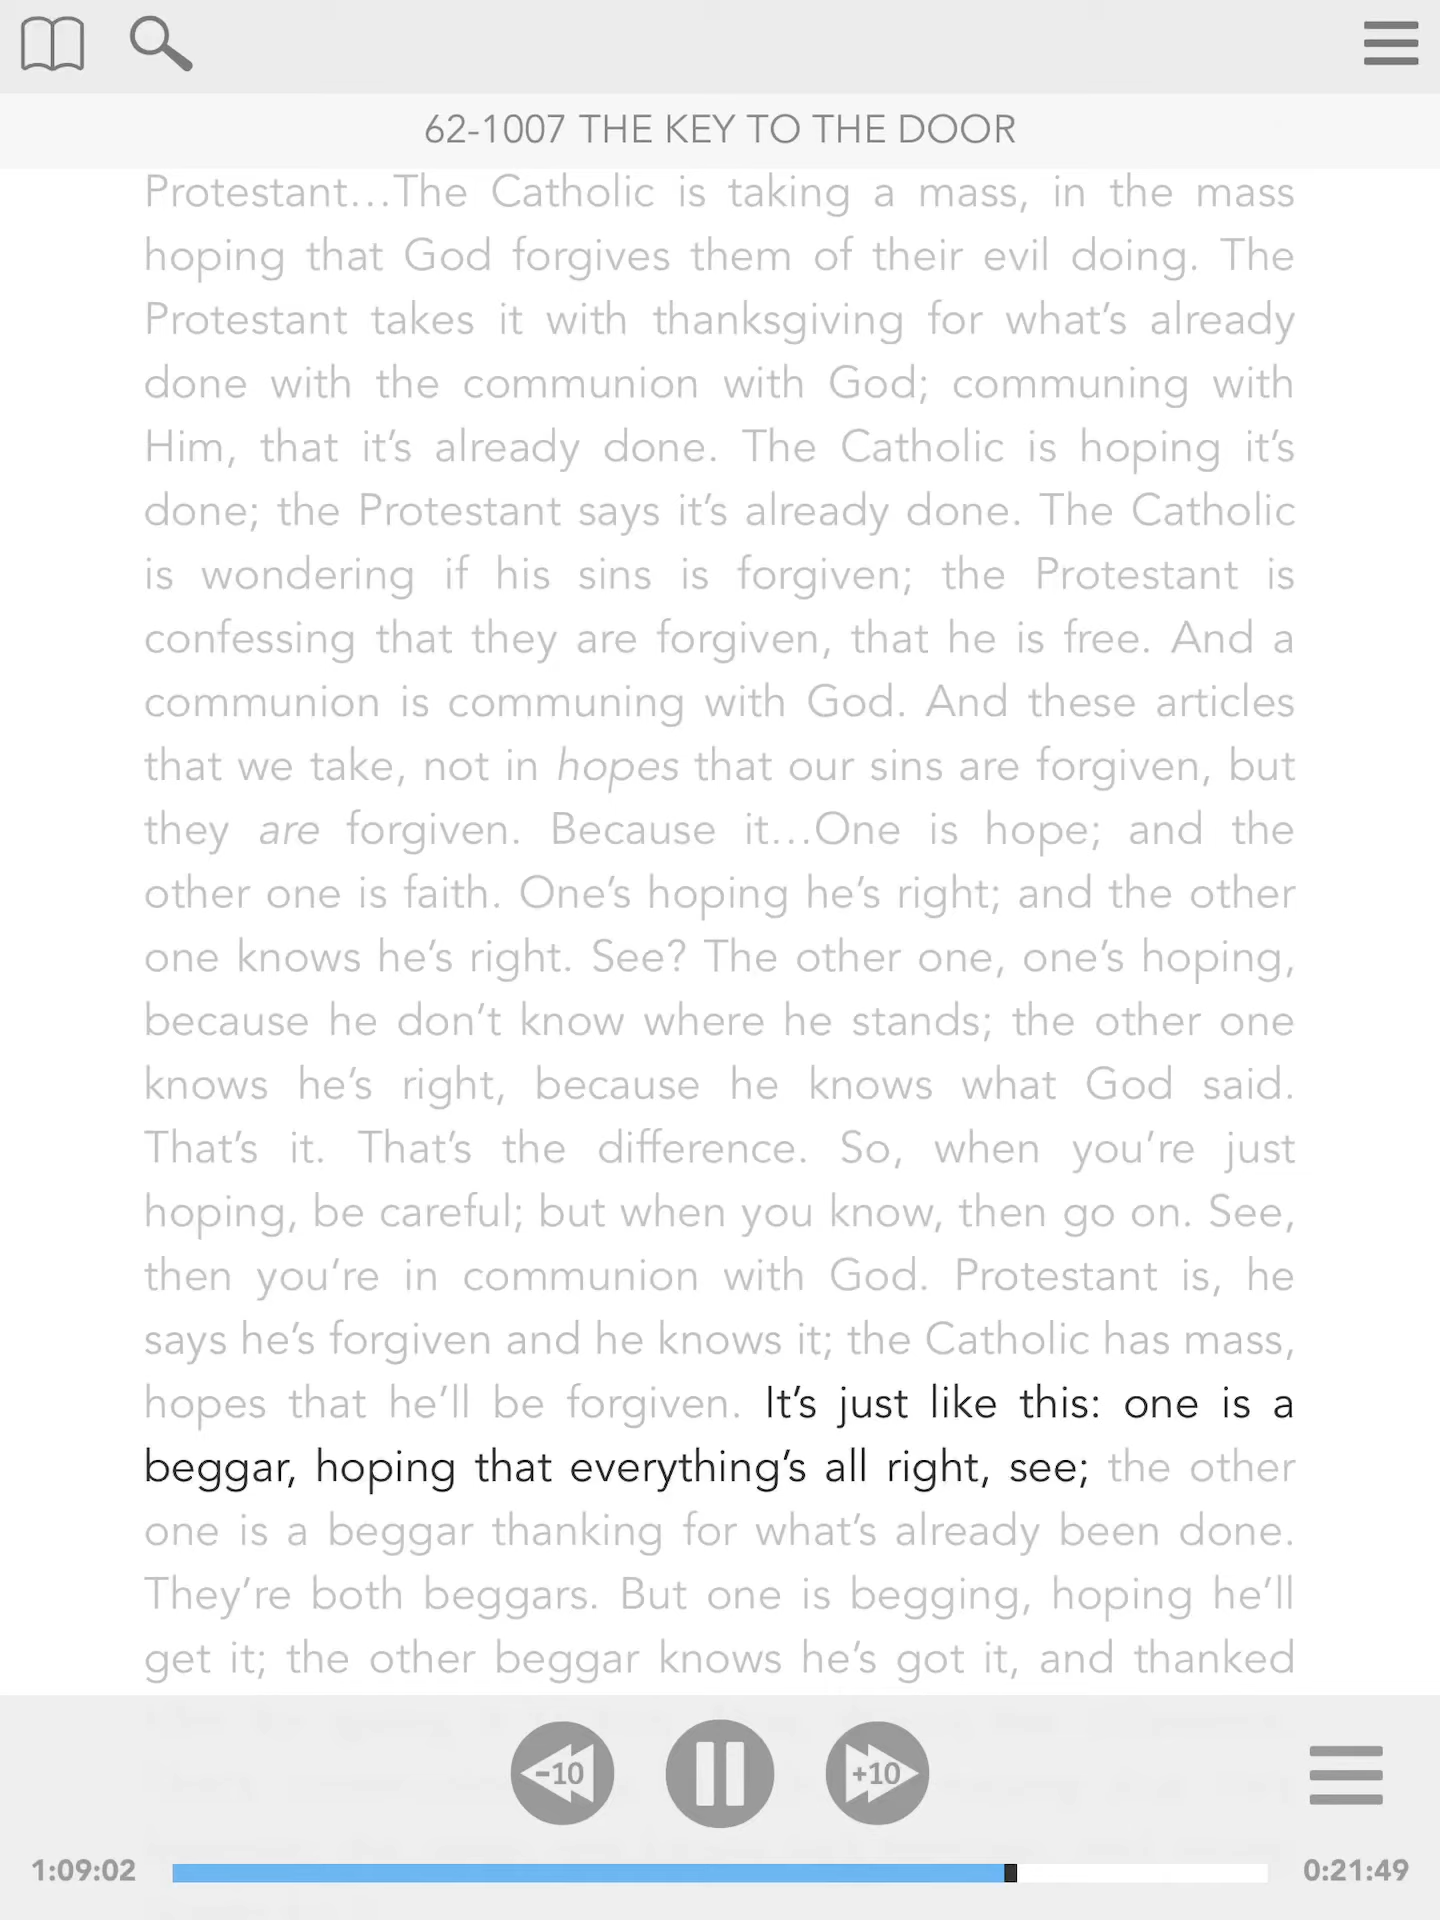 62-1007 THE KEY TO THE DOOR
Protestant…The Catholic is taking a mass, in the mass
hoping that God forgives them of their evil doing. The
Protestant takes it with thanksgiving for what’s already
done with the communion with God; communing with
Him, that it’s already done. The Catholic is hoping it’s
done; the Protestant says it’s already done. The Catholic
is wondering if his sins is forgiven; the Protestant is
confessing that they are forgiven, that he is free. And a
communion is communing with God. And these articles
that we take, not in hopes that our sins are forgiven, but
they are forgiven. Because it…One is hope; and the
other one is faith. One’s hoping he’s right; and the other
one knows he’s right. See? The other one, one’s hoping,
because he don’t know where he stands; the other one
knows he’s right, because he knows what God said.
That’s it. That’s the difference. So, when you’re just
hoping, be careful; but when you know, then go on. See,
then you’re in communion with God. Protestant is, he
says he’s forgiven and he knows it; the Catholic has mass,
hopes that he’ll be forgiven. It’s just like this: one is a
beggar, hoping that everything’s all right, see; the other
one is a beggar thanking for what’s already been done.
They’re both beggars. But one is begging, hoping he’ll
get it; the other beggar knows he’s got it, and thanked
-10 +10
1:09:02 0:21:49